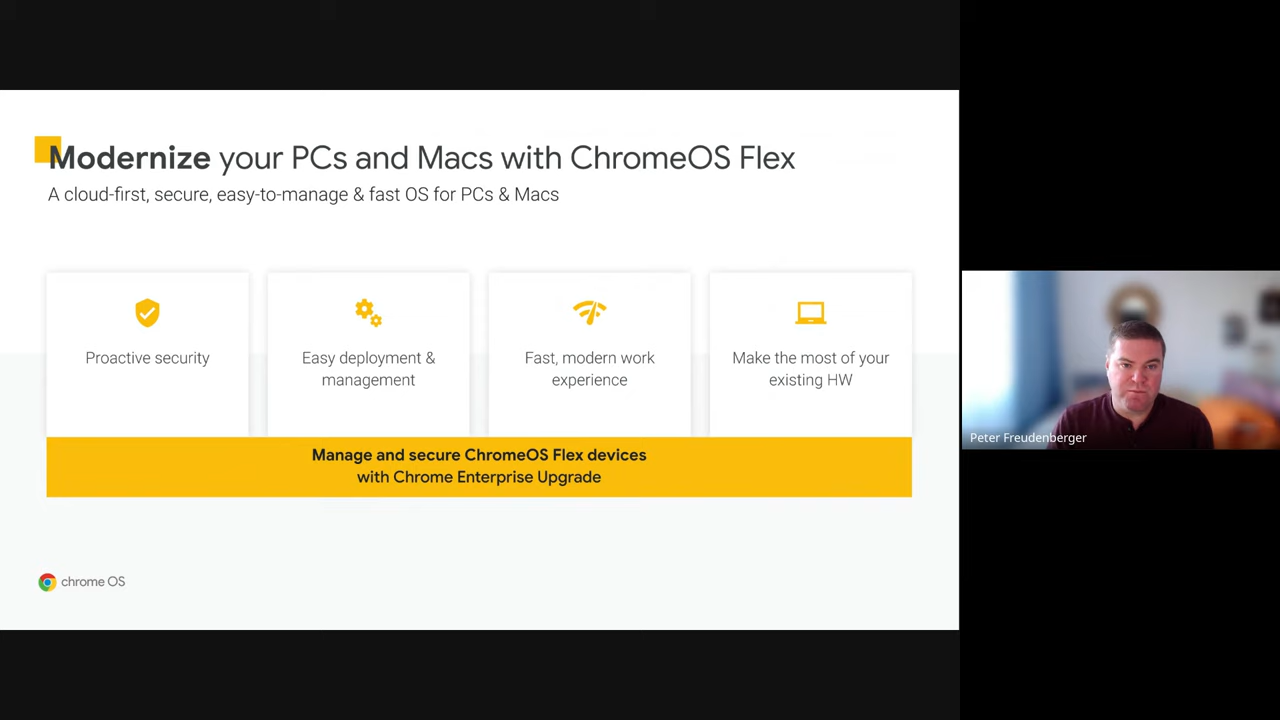 Modernize your PCs and Macs with ChromeOS Flex
A cloud-first, secure, easy-to-manage & fast OS for PCs & Macs
Proactive security
Easy deployment &
management
Fast, modern work
experience
Make the most of your
existing HW
Manage and secure ChromeOS Flex devices
with Chrome Enterprise Upgrade
chrome OS
Peter Freudenberger